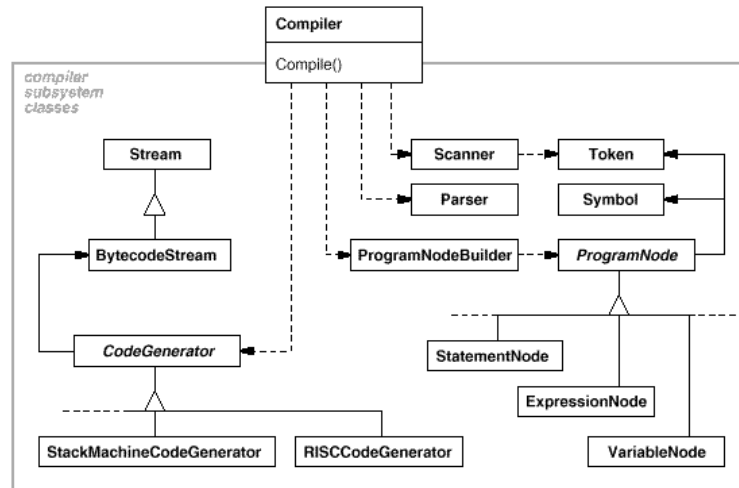 Compiler
Compile()
compiler
subsystem
classes
Stream
Scanner
Token
Parser
Symbol
BytecodeStream
ProgramNodeBuilder
ProgramNode
CodeGenerator
StatementNode
ExpressionNode
StackMachineCodeGenerator
RISCCodeGenerator
VariableNode